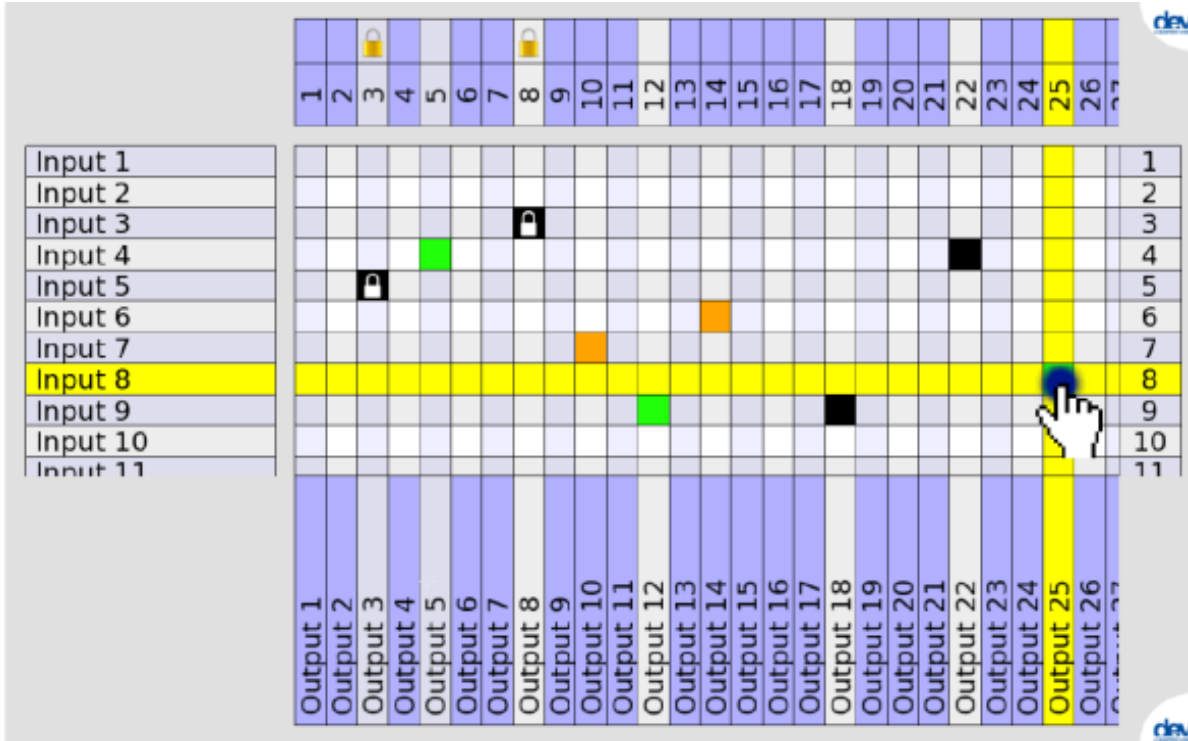 dev
1 2 3 4 5 6 7 8 9 10 11 12 13 14 15 16 17 18 19 20 21 22 23 24 25 26
Input 1 1
Input 2 2
Input 3 3
Input 4 4
Input 5 5
Input 6 6
Input 7 7
Input 8 8
Input 9 9
Input 10 10
Input 11 11
Output 1
Output 2
Output 3
Output 4
Output 5
Output 6
Output 7
Output 8
Output 9
Output 10
Output 11
Output 12
Output 13
Output 14
Output 15
Output 16
Output 17
Output 18
Output 19
Output 20
Output 21
Output 22
Output 23
Output 24
Output 25
Output 26
dev